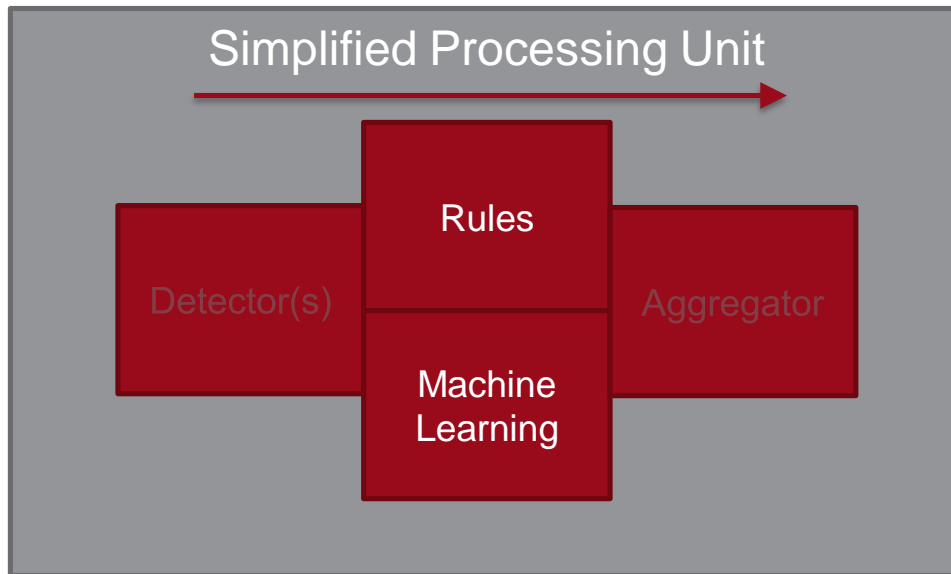 Simplified Processing Unit
Rules
Detector(s)
Aggregator
Machine
Learning